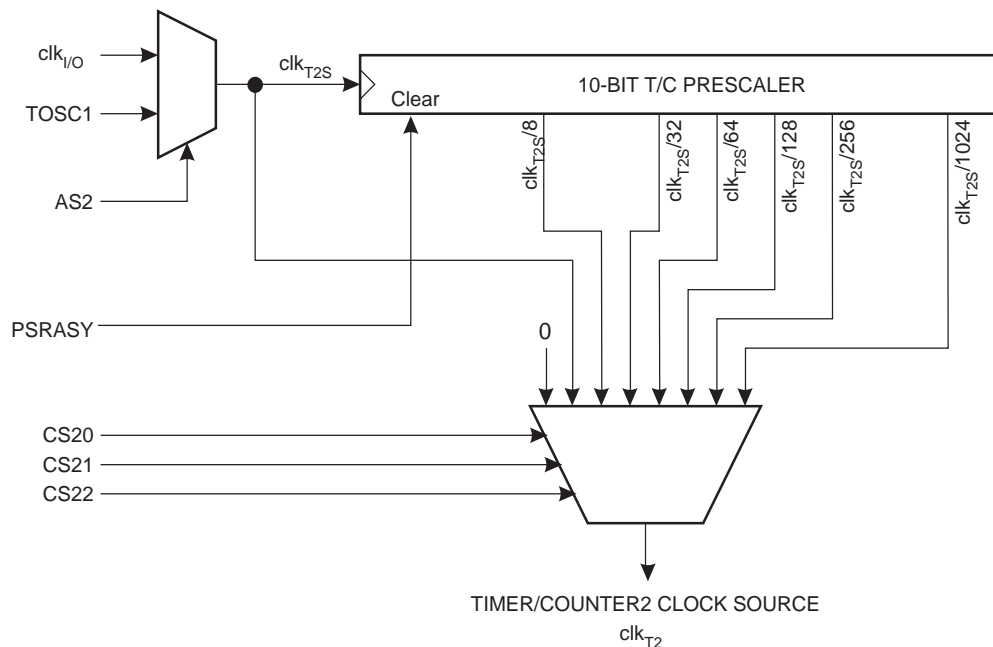 clkI/O
clkT2S
10-BIT T/C PRESCALER
TOSC1
Clear
clkT2S/8
clkT2S/32
clkT2S/64
clkT2S/128
clkT2S/256
clkT2S/1024
AS2
PSRASY
0
CS20
CS21
CS22
TIMER/COUNTER2 CLOCK SOURCE
clkT2